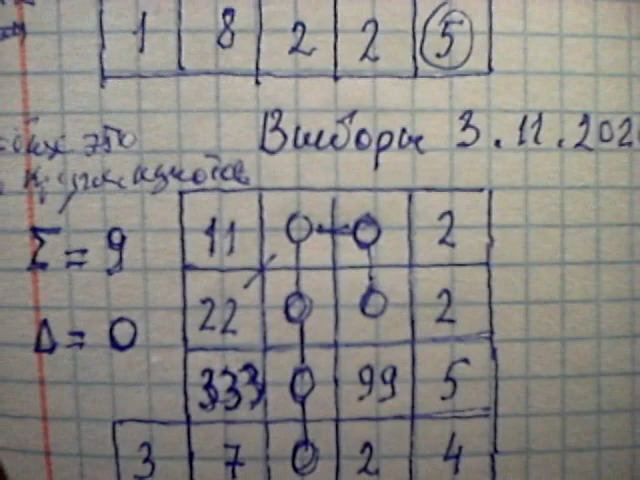 1 8 2 2 5
это Выборы 3.11.202
Σ = 9 11 0 0 2
Δ = 0 22 0 0 2
333 0 99 5
3 7 0 2 4